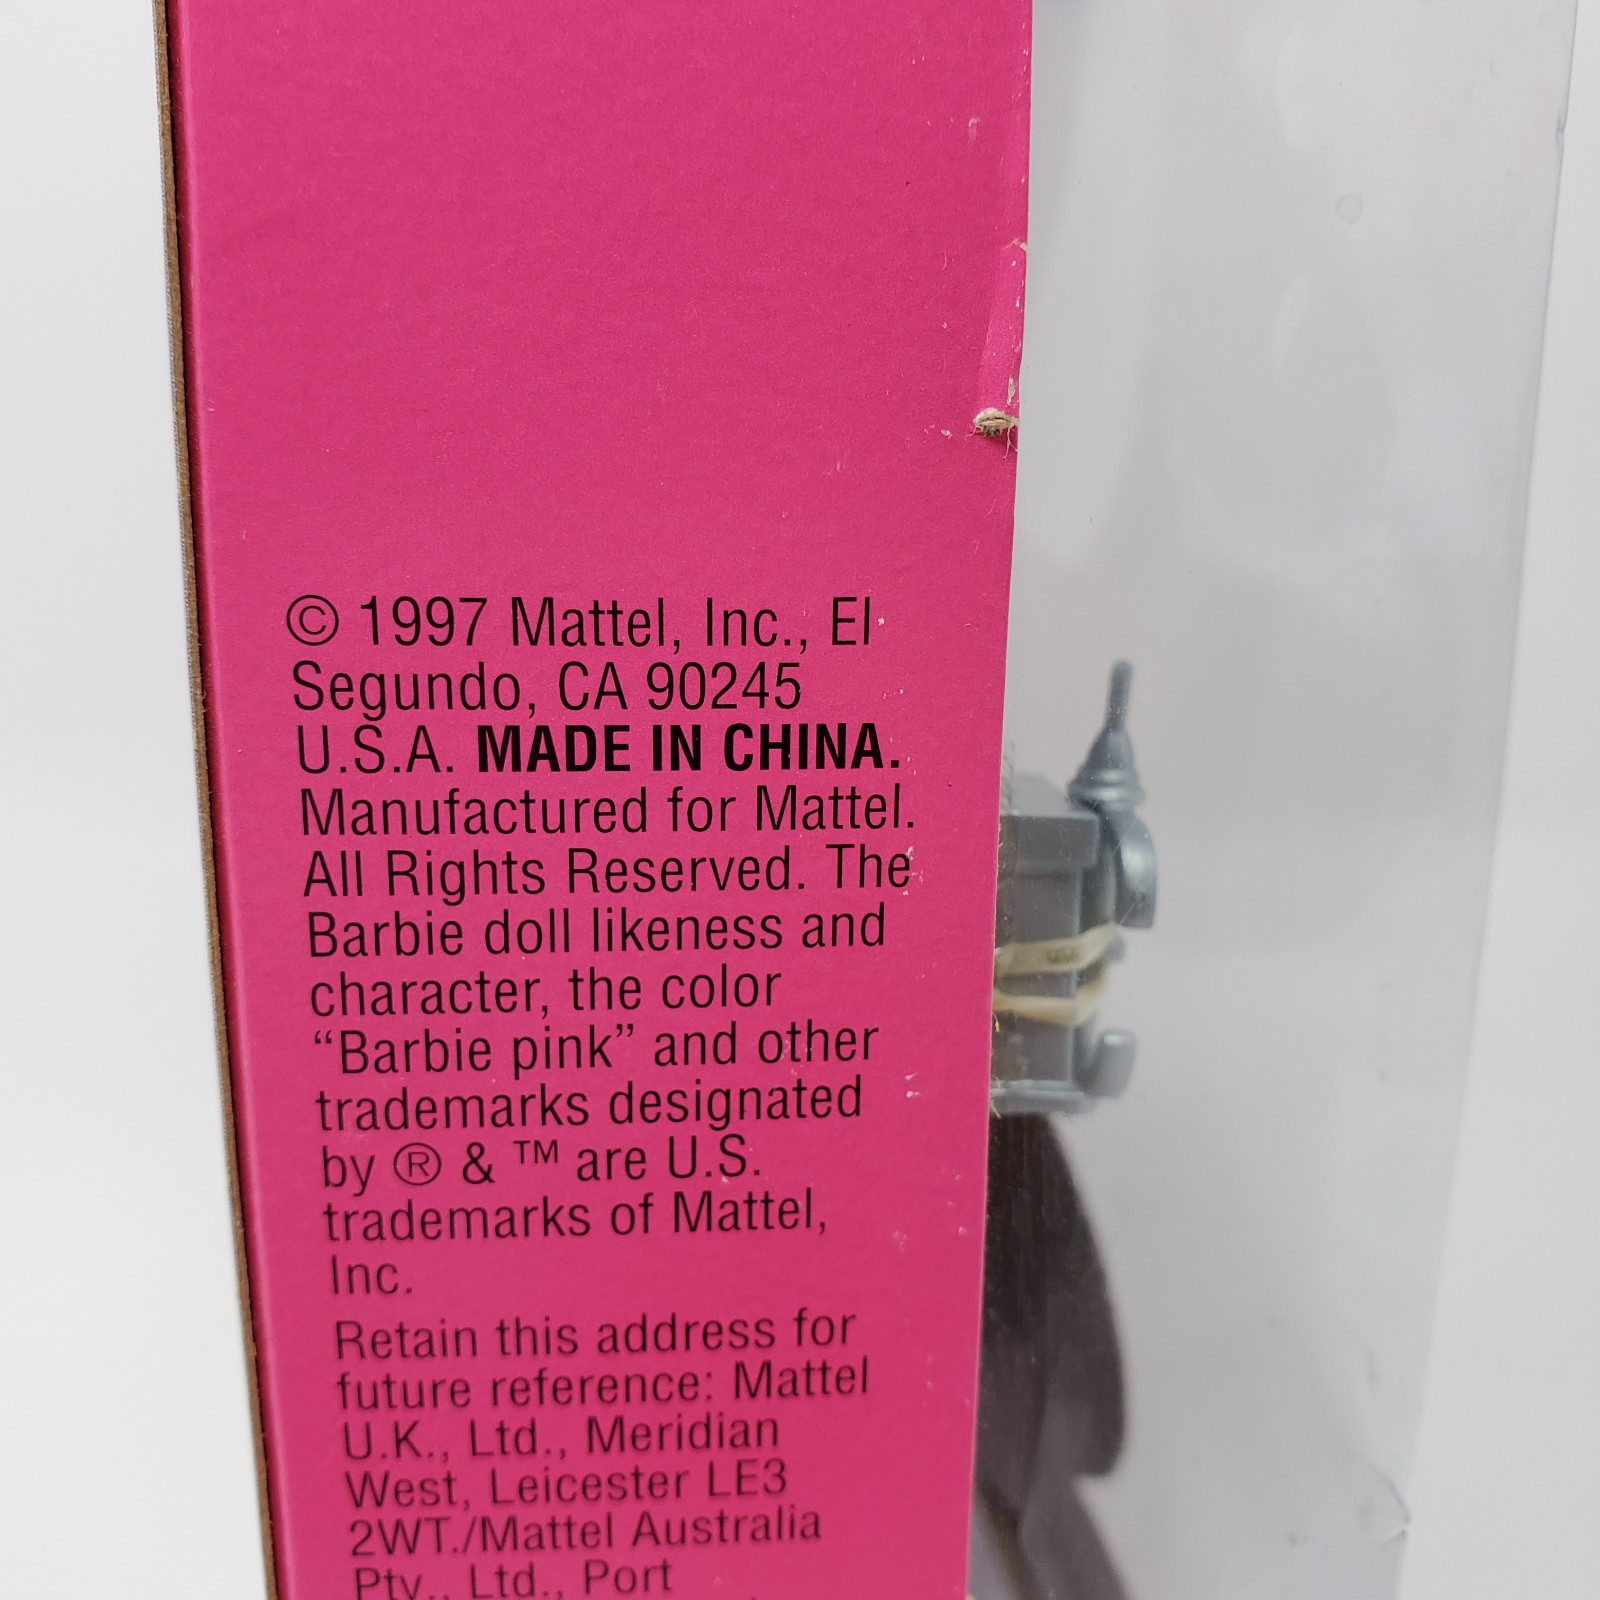 © 1997 Mattel, Inc., El
Segundo, CA 90245
U.S.A. MADE IN CHINA.
Manufactured for Mattel.
All Rights Reserved. The
Barbie doll likeness and
character, the color
“Barbie pink” and other
trademarks designated
by ® & ™ are U.S.
trademarks of Mattel,
Inc.
Retain this address for
future reference: Mattel
U.K., Ltd., Meridian
West, Leicester LE3
2WT./Mattel Australia
Pty., Ltd., Port